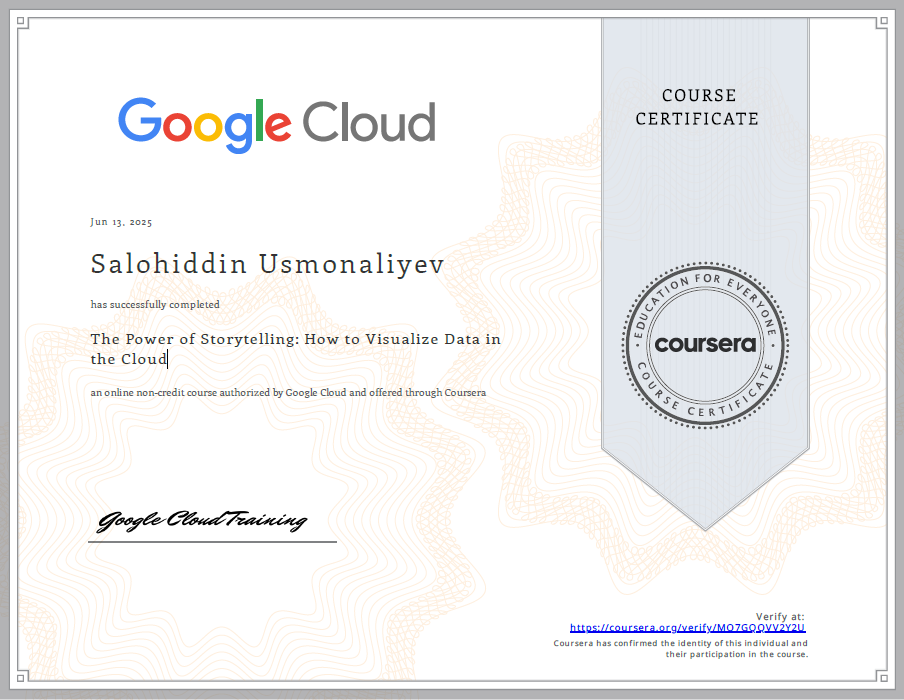 Google Cloud
COURSE
CERTIFICATE
Jun 13, 2025
Salohiddin Usmonaliyev
has successfully completed
The Power of Storytelling: How to Visualize Data in
the Cloud
an online non-credit course authorized by Google Cloud and offered through Coursera
EDUCATION FOR EVERYONE
coursera
COURSE CERTIFICATE
Google Cloud Training
Verify at:
https://coursera.org/verify/MO7GQQVV2Y2U
Coursera has confirmed the identity of this individual and
their participation in the course.